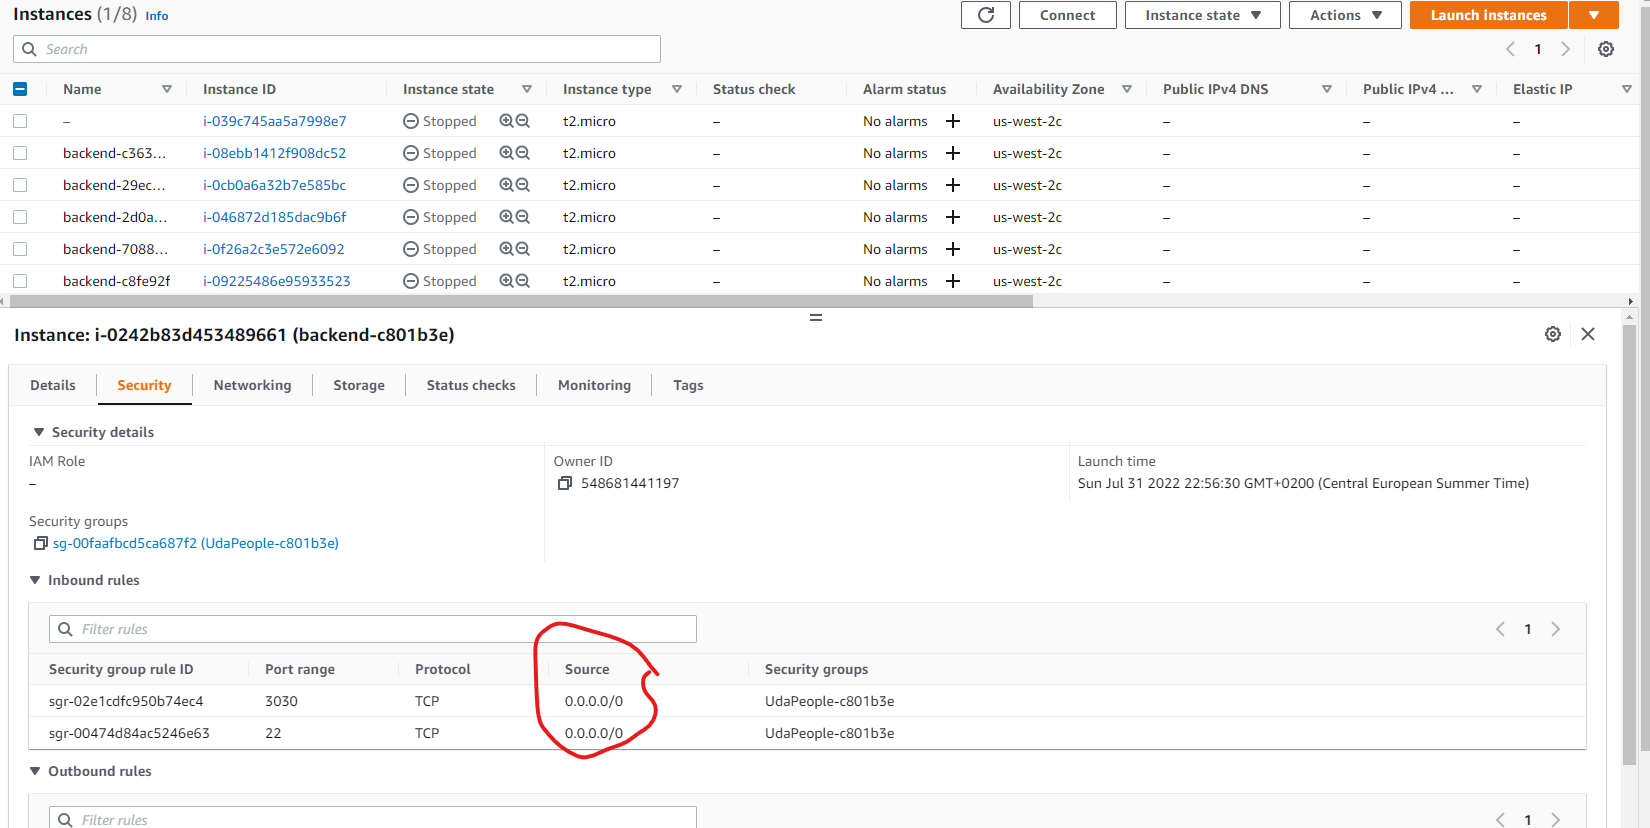 Instances (1/8) Info Connect Instance state Actions Launch instances
Search 1
Name Instance ID Instance state Instance type Status check Alarm status Availability Zone Public IPv4 DNS Public IPv4 ... Elastic IP
– i-039c745aa5a7998e7 Stopped t2.micro – No alarms us-west-2c – – –
backend-c363... i-08ebb1412f908dc52 Stopped t2.micro – No alarms us-west-2c – – –
backend-29ec... i-0cb0a6a32b7e585bc Stopped t2.micro – No alarms us-west-2c – – –
backend-2d0a... i-046872d185dac9b6f Stopped t2.micro – No alarms us-west-2c – – –
backend-7088... i-0f26a2c3e572e6092 Stopped t2.micro – No alarms us-west-2c – – –
backend-c8fe92f i-09225486e95933523 Stopped t2.micro – No alarms us-west-2c – – –
Instance: i-0242b83d453489661 (backend-c801b3e)
Details Security Networking Storage Status checks Monitoring Tags
Security details
IAM Role Owner ID Launch time
– 548681441197 Sun Jul 31 2022 22:56:30 GMT+0200 (Central European Summer Time)
Security groups
sg-00faafbcd5ca687f2 (UdaPeople-c801b3e)
Inbound rules
Filter rules 1
Security group rule ID Port range Protocol Source Security groups
sgr-02e1cdfc950b74ec4 3030 TCP 0.0.0.0/0 UdaPeople-c801b3e
sgr-00474d84ac5246e63 22 TCP 0.0.0.0/0 UdaPeople-c801b3e
Outbound rules
Filter rules 1